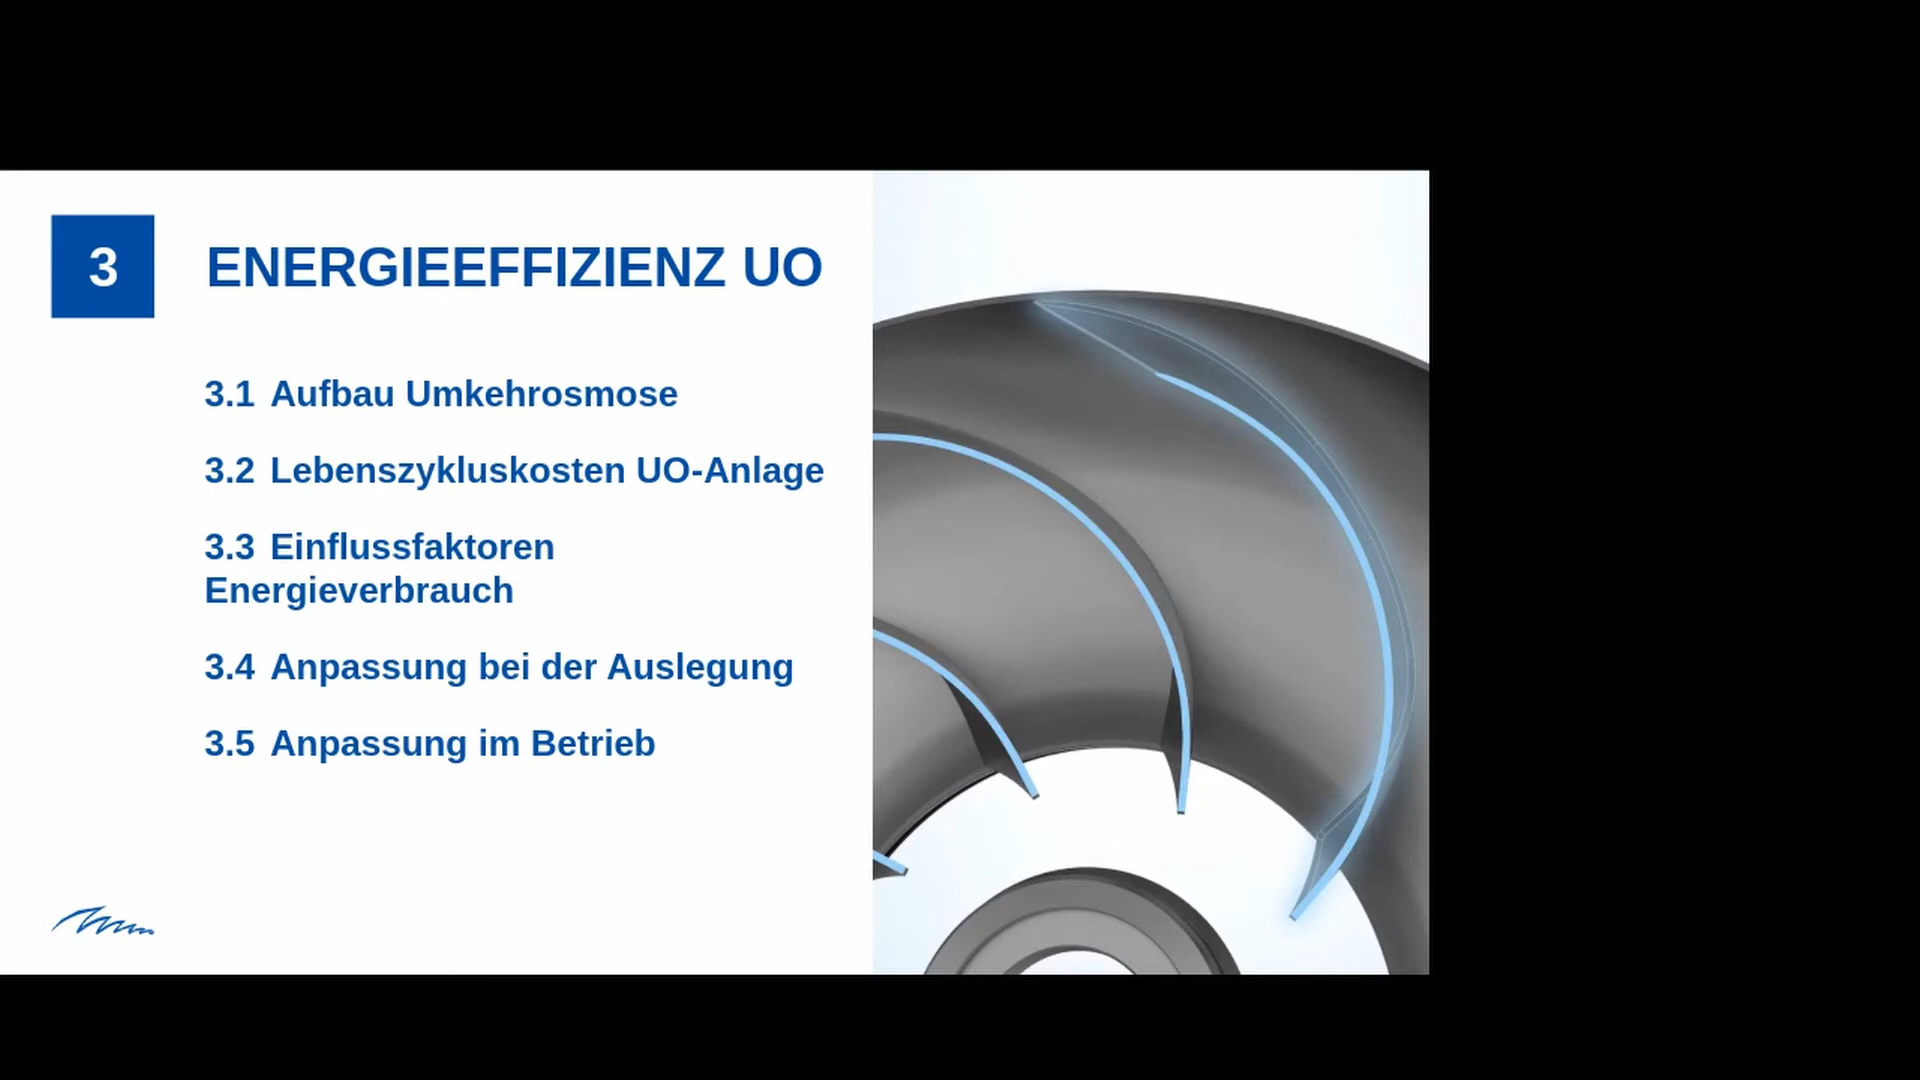 3 ENERGIEEFFIZIENZ UO
3.1 Aufbau Umkehrosmose
3.2 Lebenszykluskosten UO-Anlage
3.3 Einflussfaktoren
Energieverbrauch
3.4 Anpassung bei der Auslegung
3.5 Anpassung im Betrieb